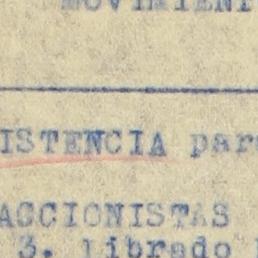 MOVIMIENT
ISTENCIA par
ACCIONISTAS
3. Librado